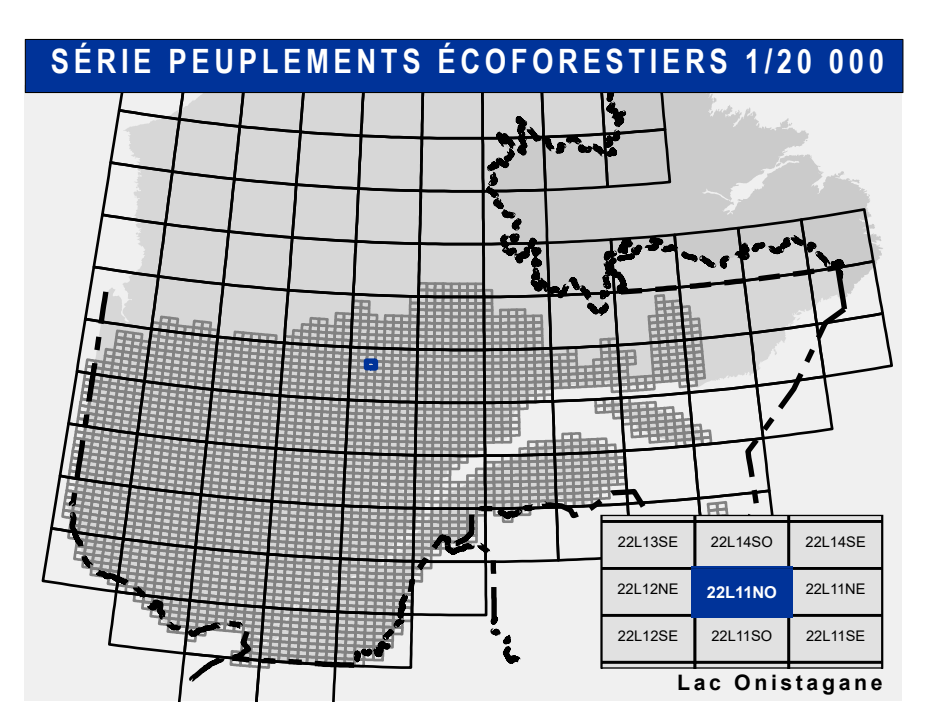 SÉRIE PEUPLEMENTS ÉCOFORESTIERS 1/20 000
22L13SE 22L14SO 22L14SE
22L12NE 22L11NO 22L11NE
22L12SE 22L11SO 22L11SE
Lac Onistagane